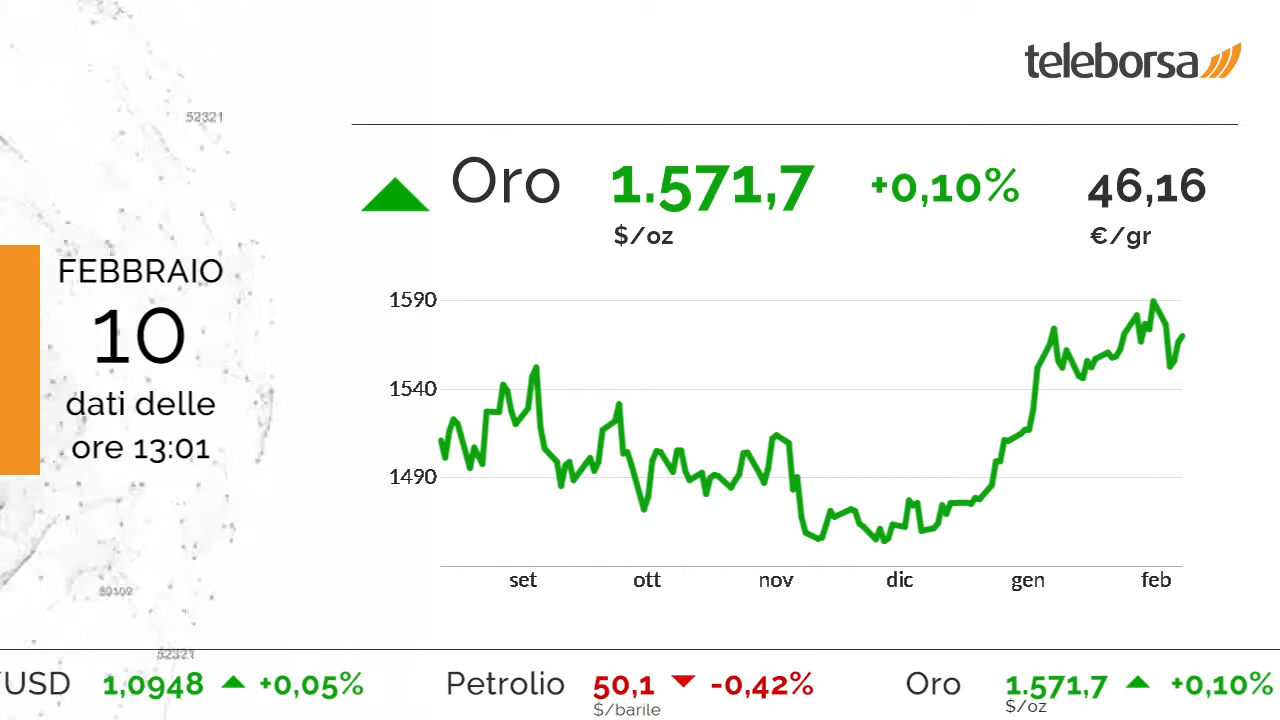 teleborsa
52321
Oro 1.571,7 +0,10% 46,16
$/oz €/gr
FEBBRAIO
10
dati delle
ore 13:01
1590
1540
1490
set ott nov dic gen feb
52321
/USD 1,0948 +0,05% Petrolio 50,1 -0,42% Oro 1.571,7 +0,10%
$/barile $/oz